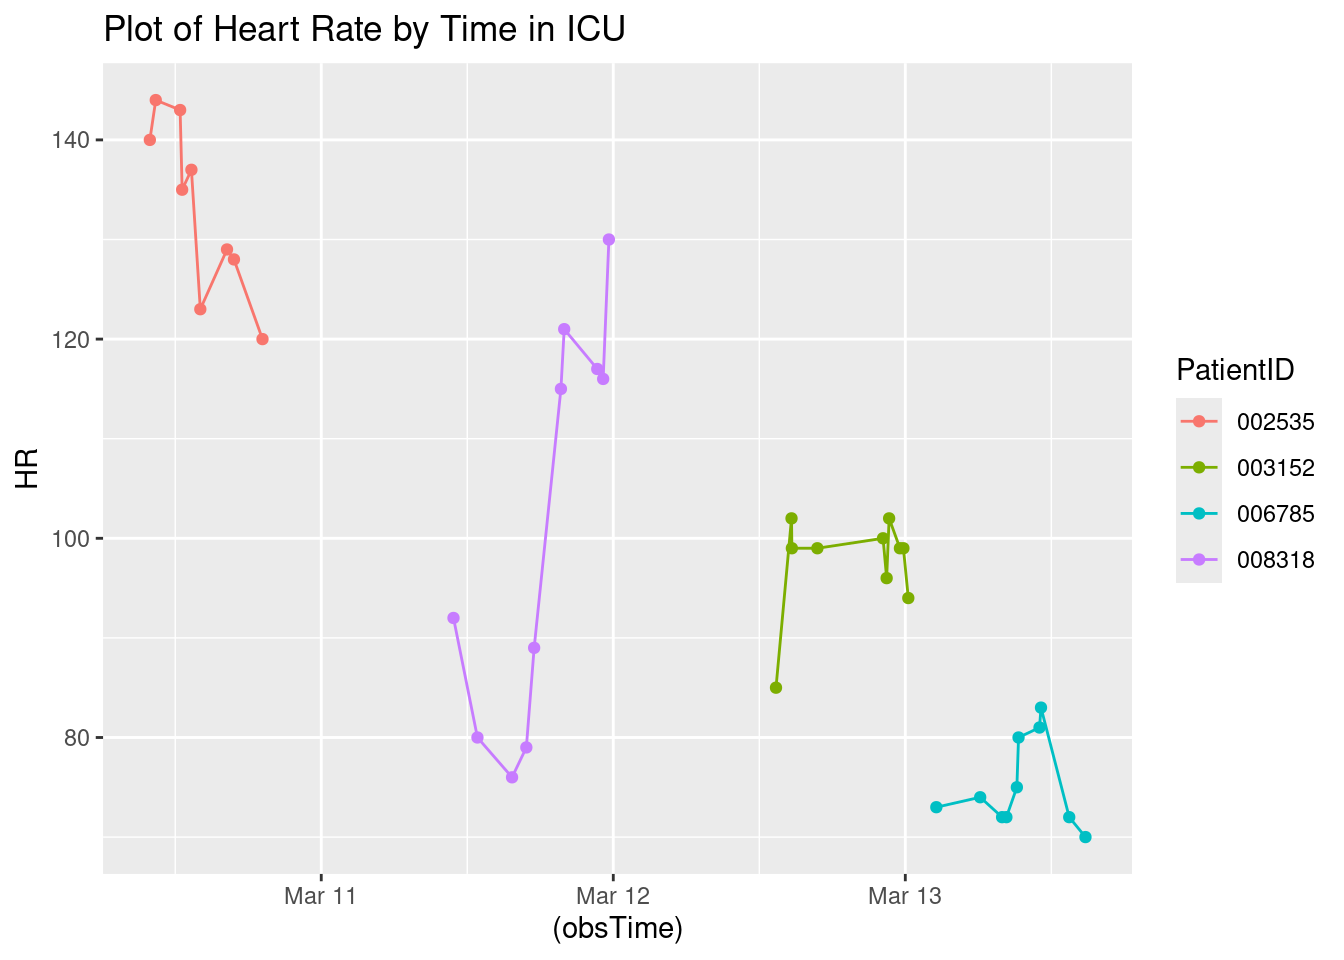 Plot of Heart Rate by Time in ICU
140
120
100
80
HR
Mar 11
Mar 12
Mar 13
(obsTime)
PatientID
002535
003152
006785
008318